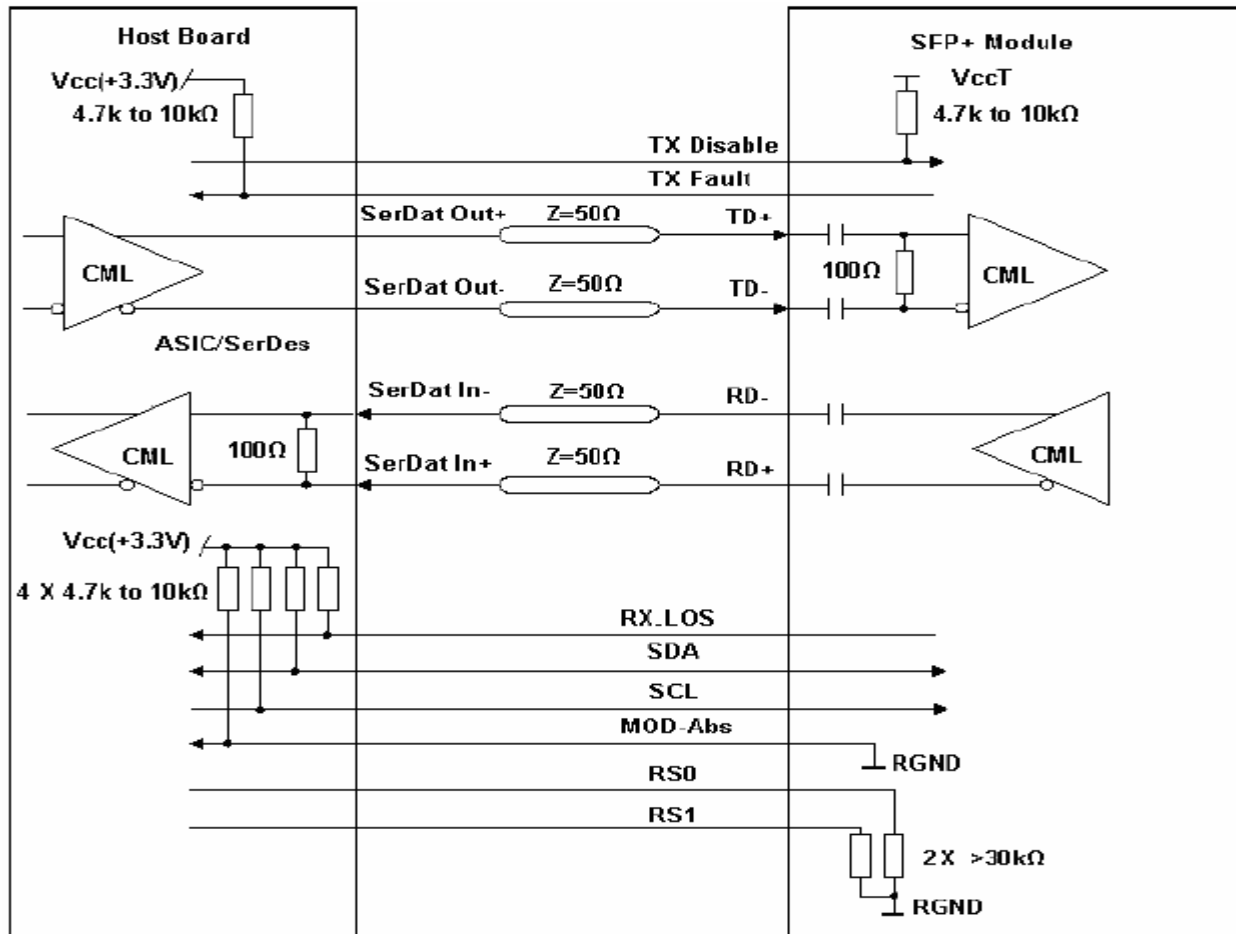 Host Board
SFP+ Module
Vcc(+3.3V)
4.7k to 10kΩ
VccT
4.7k to 10kΩ
TX Disable
TX Fault
SerDat Out+
Z=50Ω
TD+
CML
100Ω
CML
SerDat Out-
Z=50Ω
TD-
ASIC/SerDes
SerDat In-
Z=50Ω
RD-
CML
100Ω
CML
SerDat In+
Z=50Ω
RD+
Vcc(+3.3V)
4 X 4.7k to 10kΩ
RX-LOS
SDA
SCL
MOD-Abs
RGND
RS0
RS1
2X >30kΩ
RGND